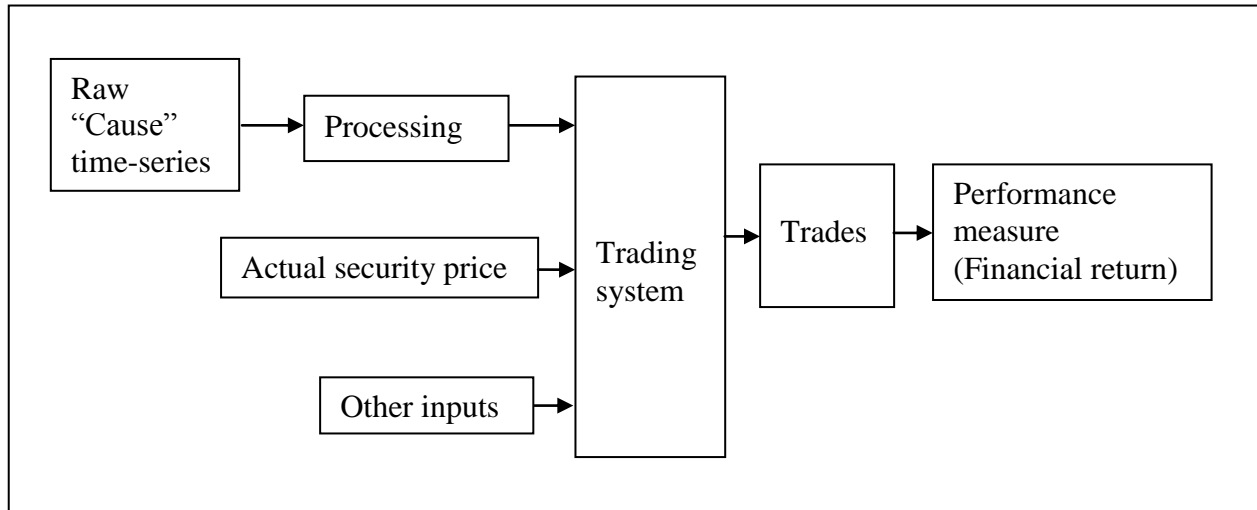 Raw
“Cause”
time-series
Processing
Actual security price
Other inputs
Trading
system
Trades
Performance
measure
(Financial return)